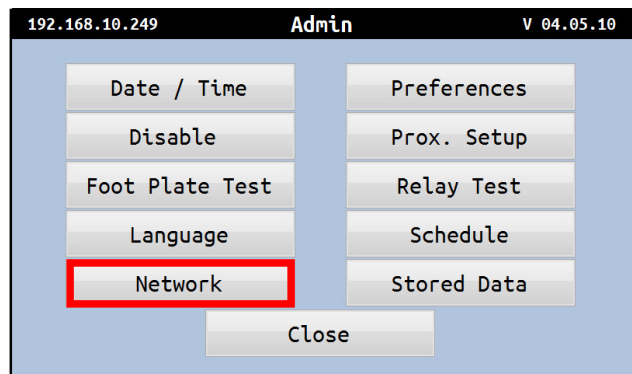 192.168.10.249 Admin V 04.05.10
Date / Time Preferences
Disable Prox. Setup
Foot Plate Test Relay Test
Language Schedule
Network Stored Data
Close